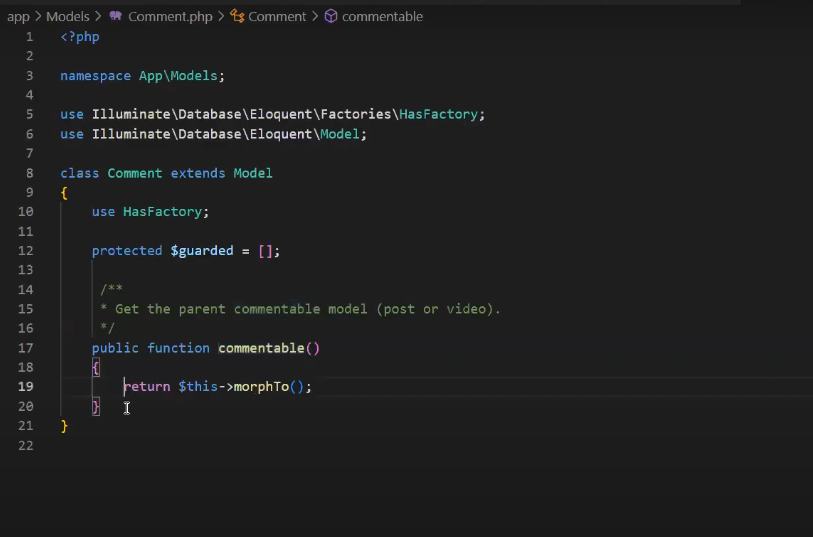 app > Models > Comment.php > Comment > commentable
1 <?php
2
3 namespace App\Models;
4
5 use Illuminate\Database\Eloquent\Factories\HasFactory;
6 use Illuminate\Database\Eloquent\Model;
7
8 class Comment extends Model
9 {
10 use HasFactory;
11
12 protected $guarded = [];
13
14 /**
15 * Get the parent commentable model (post or video).
16 */
17 public function commentable()
18 {
19 return $this->morphTo();
20 }
21 }
22